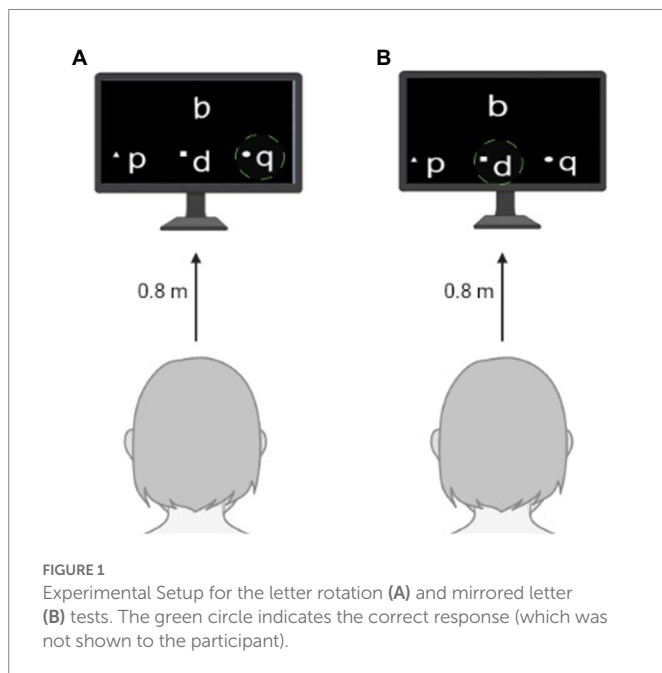 A
B
b
b
p
d
q
p
d
q
0.8 m
0.8 m
FIGURE 1
Experimental Setup for the letter rotation (A) and mirrored letter
(B) tests. The green circle indicates the correct response (which was
not shown to the participant).